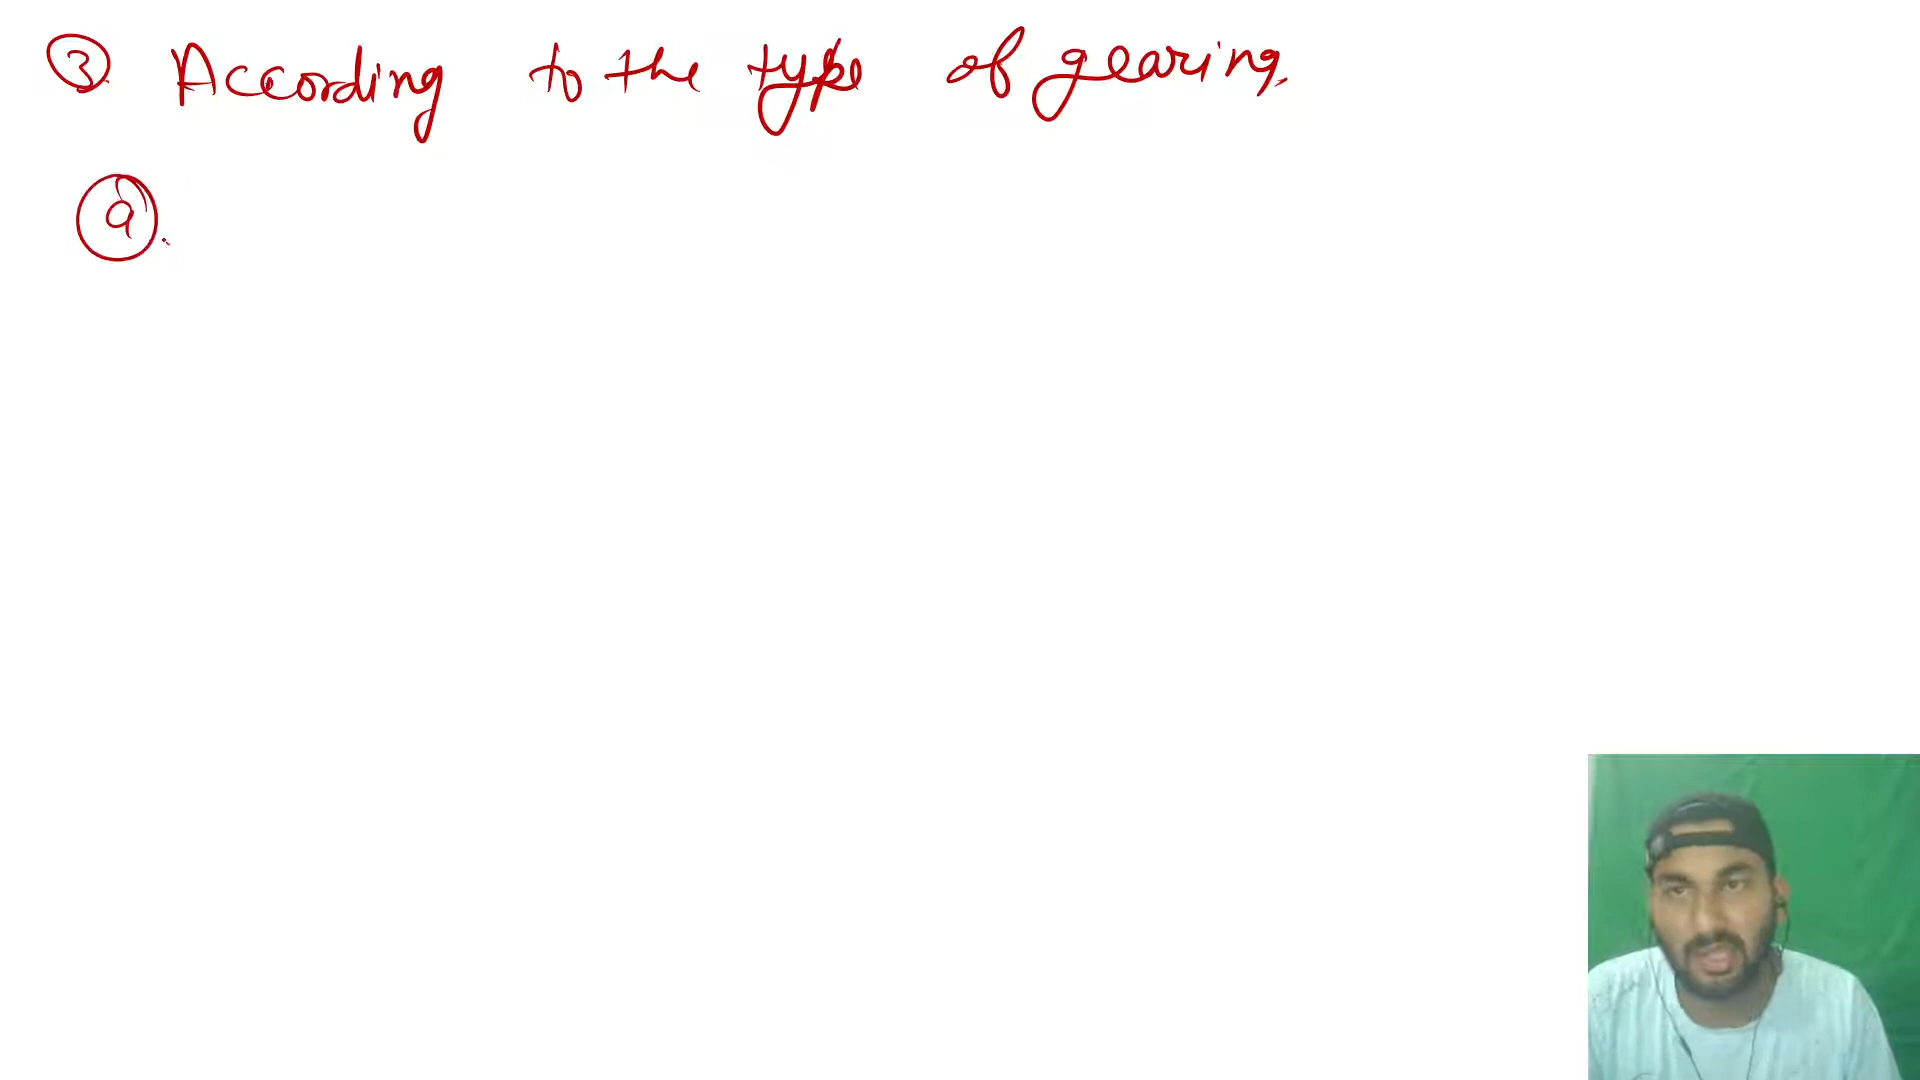 ③ According to the type of gearing.
ⓐ.